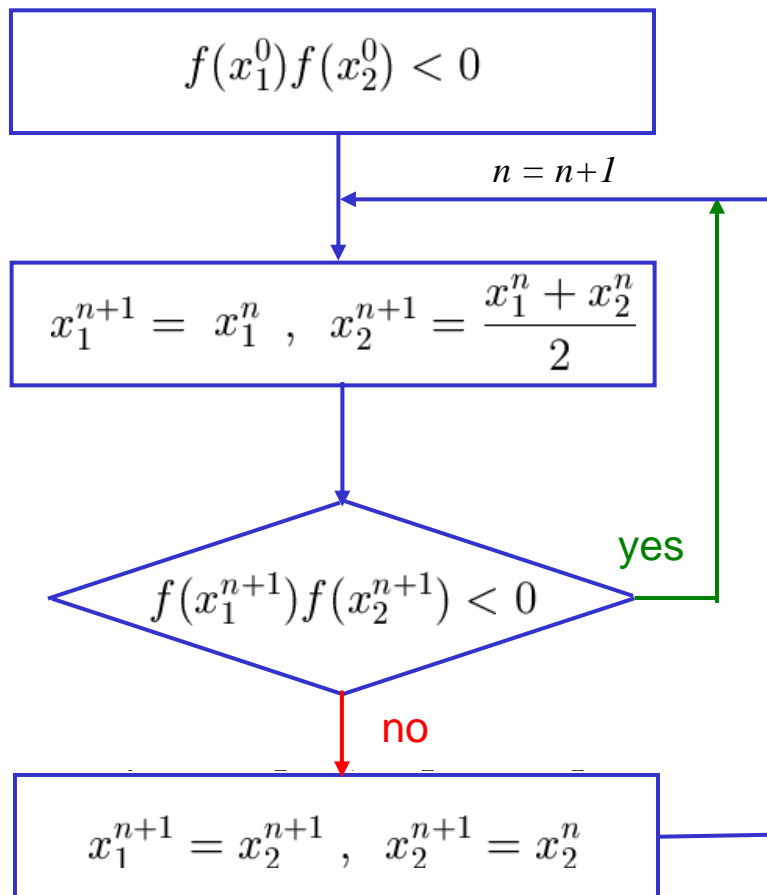 f(x_1^0)f(x_2^0) < 0
n = n+1
x_1^{n+1} = x_1^n , x_2^{n+1} = \frac{x_1^n + x_2^n}{2}
yes
f(x_1^{n+1})f(x_2^{n+1}) < 0
no
x_1^{n+1} = x_2^{n+1} , x_2^{n+1} = x_2^n